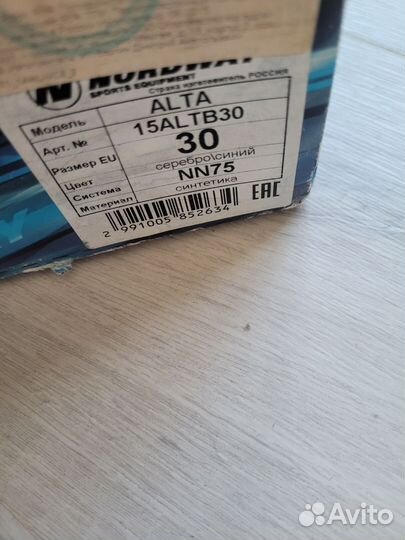 NORDWAY
SPORTS EQUIPMENT Страна изготовитель РОССИЯ
Модель ALTA
Арт. № 15ALTB30
Размер EU 30
Цвет серебро\синий
Система NN75
Материал синтетика
2 991005 852634
EAC
Avito